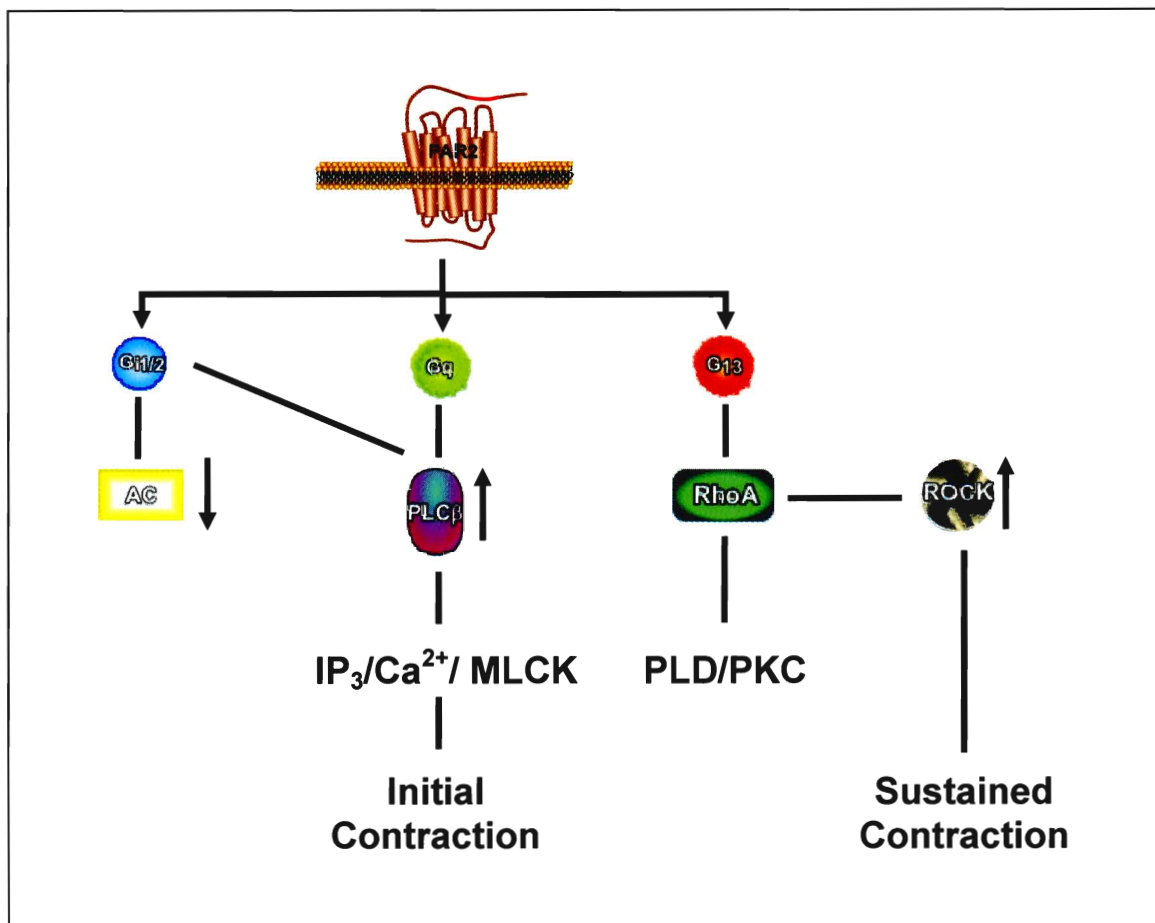 PAR2
Gi1/2
Gq
G13
AC
PLCβ
RhoA
ROCK
IP₃/Ca²⁺/ MLCK
PLD/PKC
Initial
Contraction
Sustained
Contraction